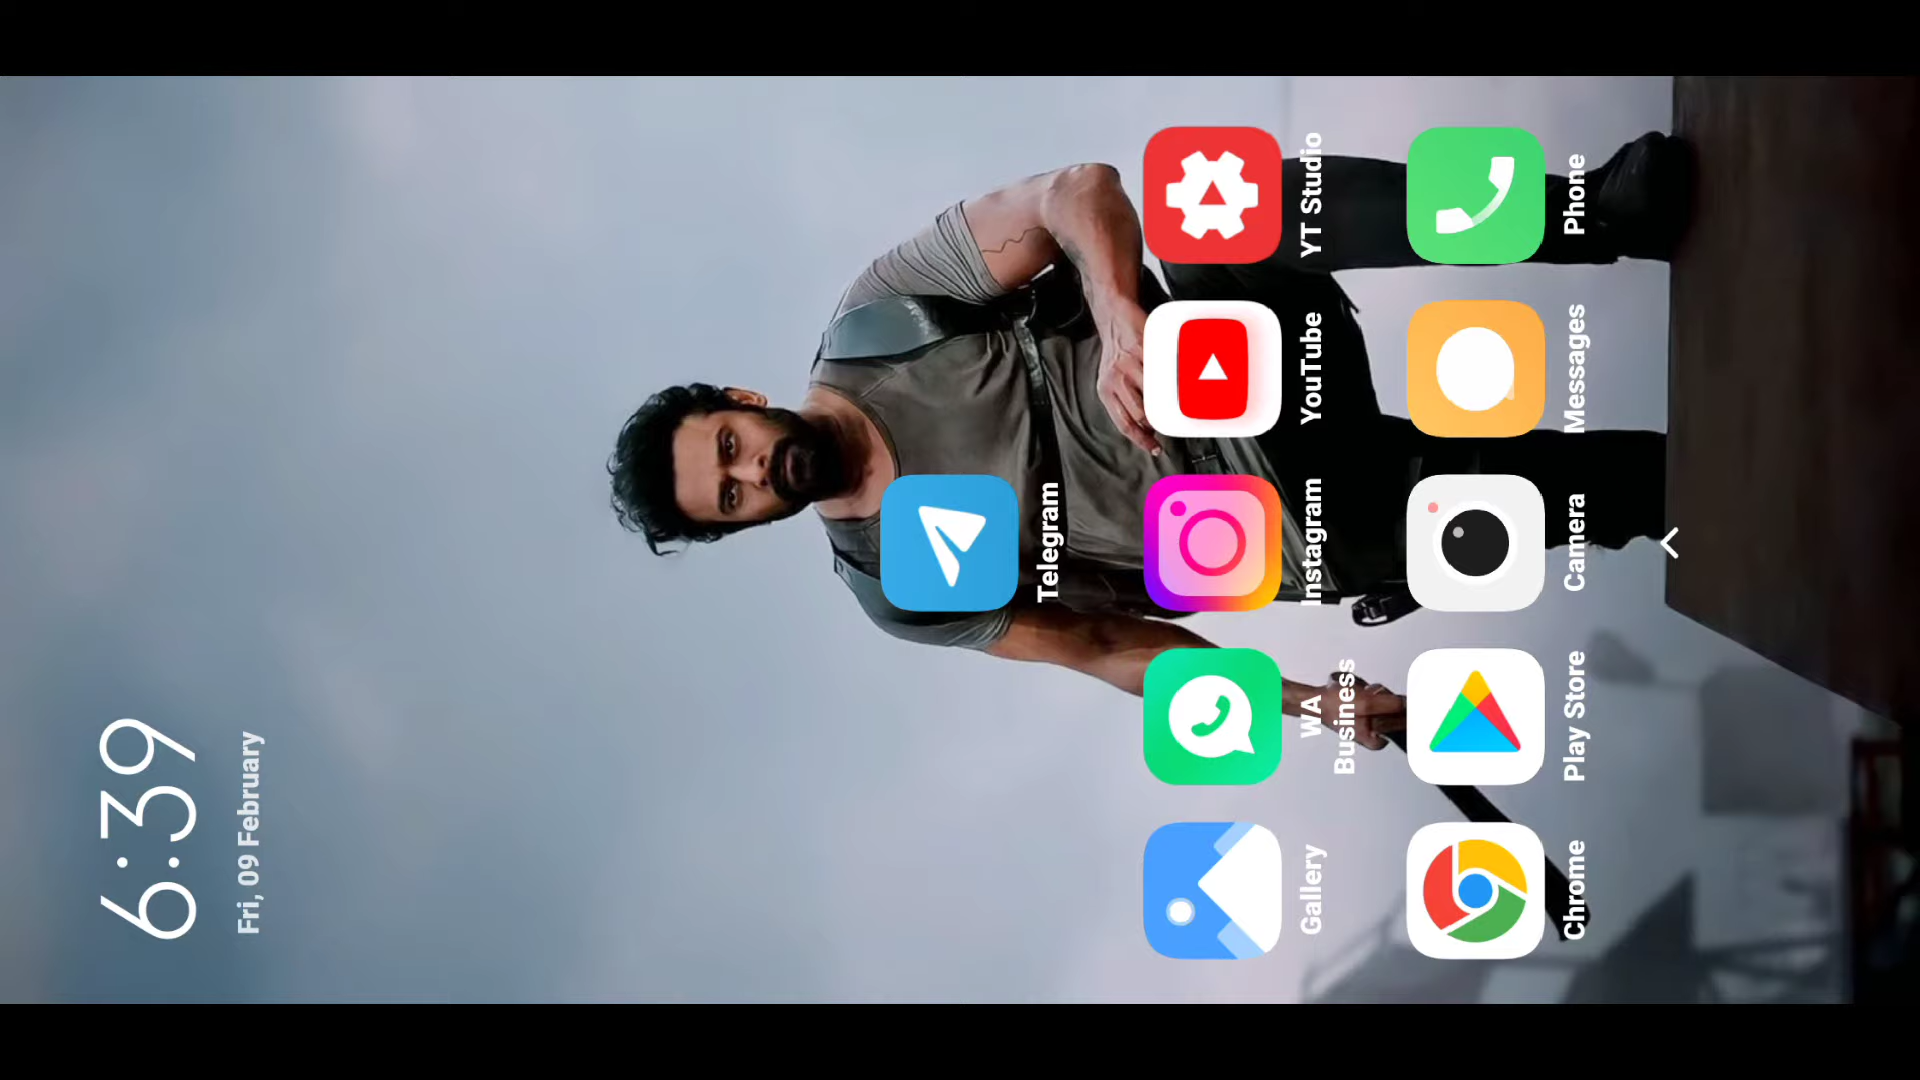 6:39
Fri, 09 February
Telegram
Gallery
WA
Business
Instagram
YouTube
YT Studio
Chrome
Play Store
Camera
Messages
Phone